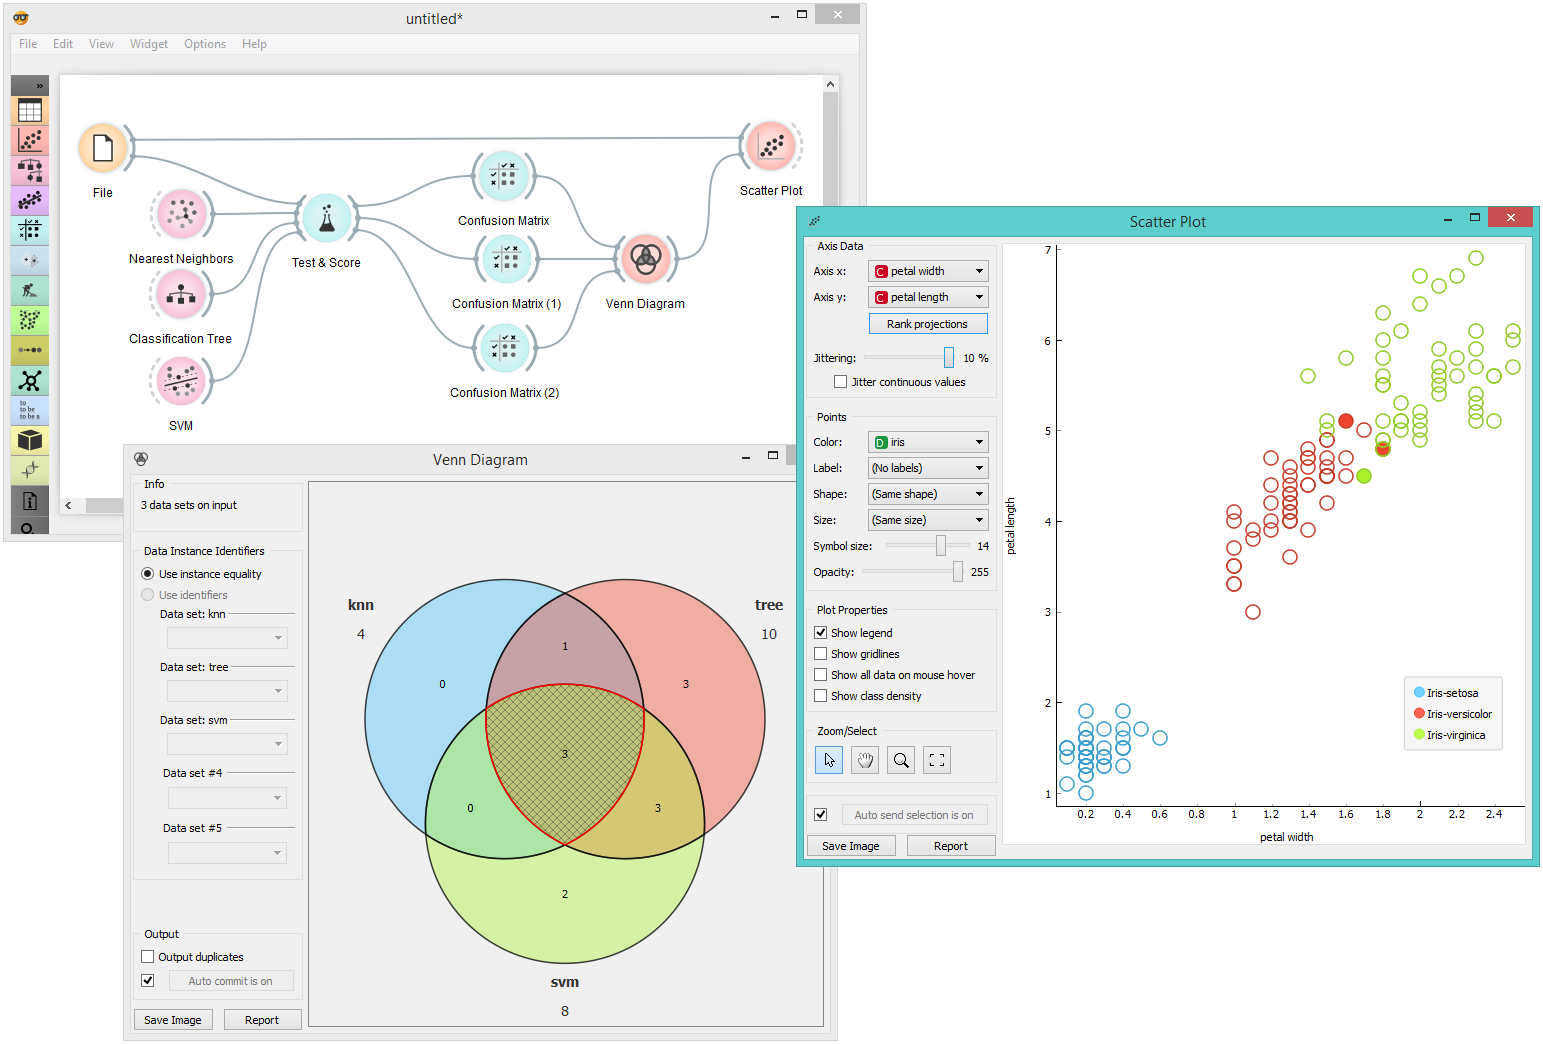 untitled*
File Edit View Widget Options Help
»
File
Nearest Neighbors
Classification Tree
SVM
Test & Score
Confusion Matrix
Confusion Matrix (1)
Confusion Matrix (2)
Venn Diagram
Scatter Plot
to
to be
to be a
Venn Diagram
Info
3 data sets on input
Data Instance Identifiers
Use instance equality
Use identifiers
Data set: knn
Data set: tree
Data set: svm
Data set #4
Data set #5
Output
Output duplicates
Auto commit is on
Save Image Report
knn
4
tree
10
1
0
3
3
0
3
2
svm
8
Scatter Plot
Axis Data
Axis x: C petal width
Axis y: C petal length
Rank projections
Jittering: 10 %
Jitter continuous values
Points
Color: D iris
Label: (No labels)
Shape: (Same shape)
Size: (Same size)
Symbol size: 14
Opacity: 255
Plot Properties
Show legend
Show gridlines
Show all data on mouse hover
Show class density
Zoom/Select
Auto send selection is on
Save Image Report
petal length
7
6
5
4
3
2
1
0.2 0.4 0.6 0.8 1 1.2 1.4 1.6 1.8 2 2.2 2.4
petal width
Iris-setosa
Iris-versicolor
Iris-virginica